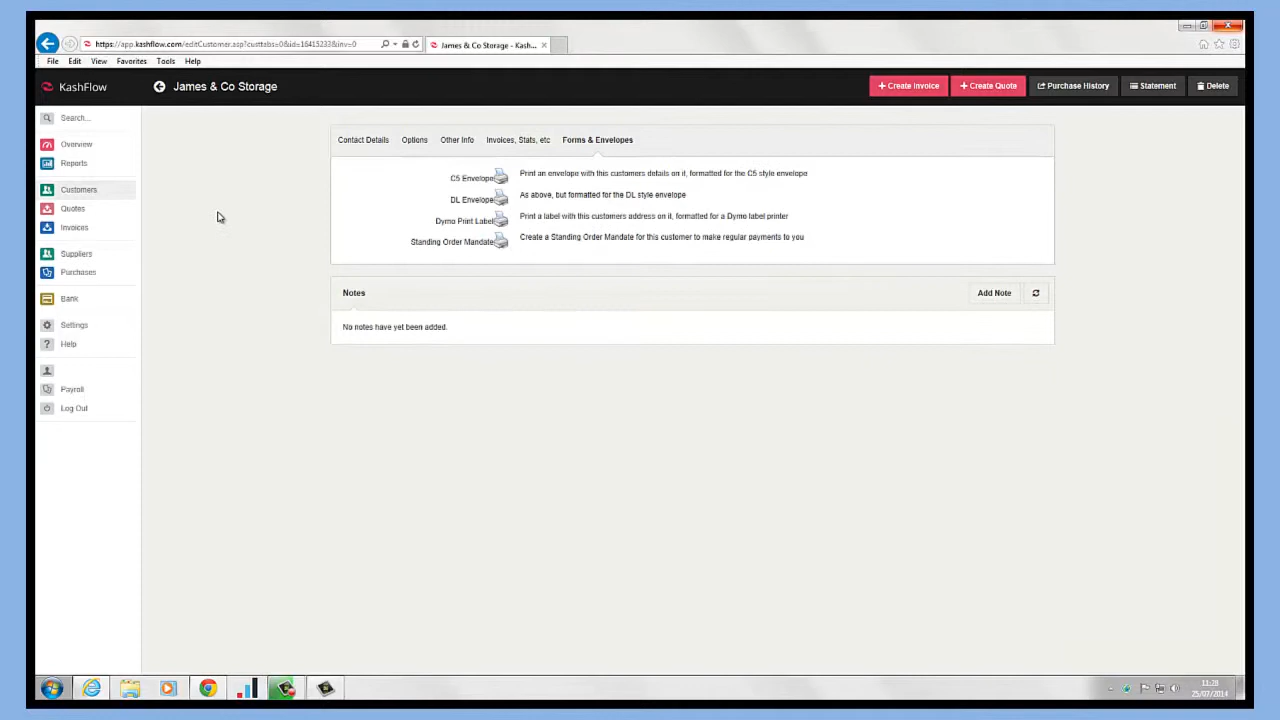 https://app.kashflow.com/editCustomer.asp?custtabs=0&id=16415233&inv=0
James & Co Storage - Kash...
File Edit View Favorites Tools Help
KashFlow
James & Co Storage
+ Create Invoice
+ Create Quote
Purchase History
Statement
Delete
Search...
Overview
Reports
Customers
Quotes
Invoices
Suppliers
Purchases
Bank
Settings
Help
Payroll
Log Out
Contact Details Options Other Info Invoices, Stats, etc Forms & Envelopes
C5 Envelope Print an envelope with this customers details on it, formatted for the C5 style envelope
DL Envelope As above, but formatted for the DL style envelope
Dymo Print Label Print a label with this customers address on it, formatted for a Dymo label printer
Standing Order Mandate Create a Standing Order Mandate for this customer to make regular payments to you
Notes
Add Note
No notes have yet been added.
11:28
25/07/2014